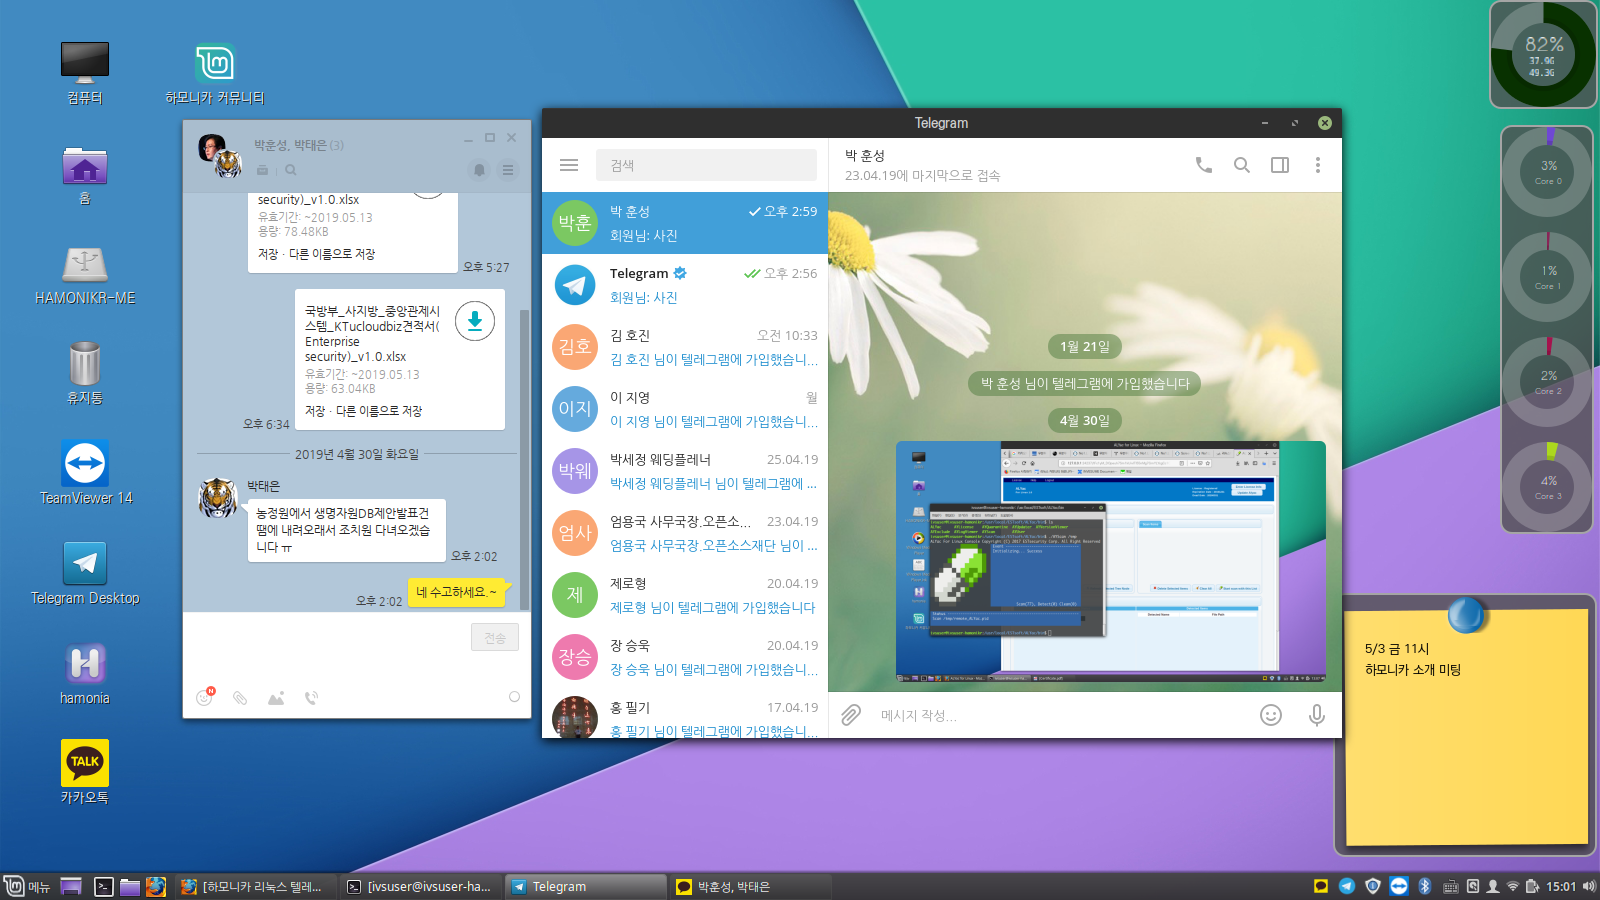 컴퓨터
하모니카 커뮤니티
홈
HAMONIKR-ME
휴지통
TeamViewer 14
Telegram Desktop
hamonia
TALK
카카오톡
박훈성, 박태은 (3)
security)_v1.0.xlsx
유효기간: ~2019.05.13
용량: 78.48KB
저장 · 다른 이름으로 저장
오후 5:27
국방부_사지방_중앙관제시
스템_KTucloudbiz견적서(
Enterprise
security)_v1.0.xlsx
유효기간: ~2019.05.13
용량: 63.04KB
저장 · 다른 이름으로 저장
오후 6:34
2019년 4월 30일 화요일
박태은
농정원에서 생명자원DB제안발표건
땜에 내려오래서 조치원 다녀오겠습
니다 ㅠ
오후 2:02
네 수고하세요.~
오후 2:02
전송
N
Telegram
검색
박훈
박 훈성
오후 2:59
회원님: 사진
Telegram
오후 2:56
회원님: 사진
김호
김 호진
오전 10:33
김 호진 님이 텔레그램에 가입했습니...
이지
이 지영
월
이 지영 님이 텔레그램에 가입했습니...
박웨
박세정 웨딩플레너
25.04.19
박세정 웨딩플레너 님이 텔레그램에 ...
엄사
엄용국 사무국장.오픈소...
23.04.19
엄용국 사무국장.오픈소스재단 님이 ...
제
제로형
20.04.19
제로형 님이 텔레그램에 가입했습니다
장승
장 승욱
20.04.19
장 승욱 님이 텔레그램에 가입했습니...
홍 필기
17.04.19
홍 필기 님이 텔레그램에 가입했습니...
박 훈성
23.04.19에 마지막으로 접속
1월 21일
박 훈성 님이 텔레그램에 가입했습니다
4월 30일
메시지 작성...
82%
37.9G
49.3G
3%
Core 0
1%
Core 1
2%
Core 2
4%
Core 3
5/3 금 11시
하모니카 소개 미팅
메뉴
[하모니카 리눅스 텔레...
[ivsuser@ivsuser-ha...
Telegram
박훈성, 박태은
15:01